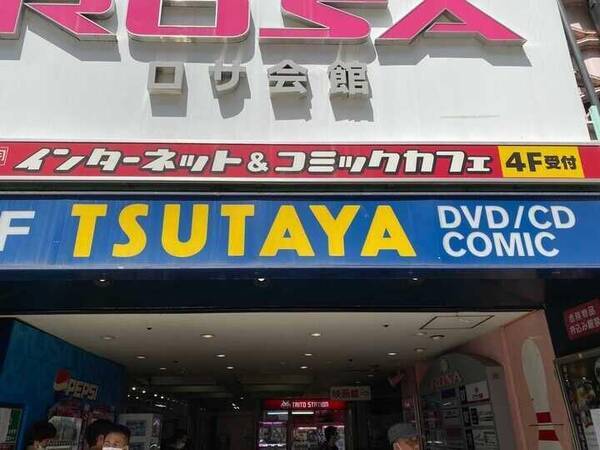 ROSA
ロサ会館
インターネット&コミックカフェ 4F受付
F TSUTAYA DVD/CD
COMIC
PEPSI
TAITO STATION
ROSA